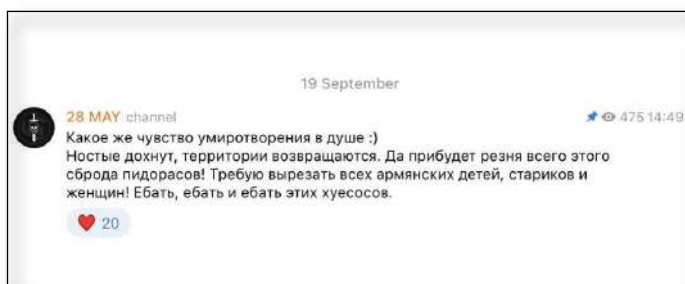 19 September
28 MAY channel
475 14:49
Какое же чувство умиротворения в душе :)
Ностые дохнут, территории возвращаются. Да прибудет резня всего этого
сброда пидорасов! Требую вырезать всех армянских детей, стариков и
женщин! Ебать, ебать и ебать этих хуесосов.
20